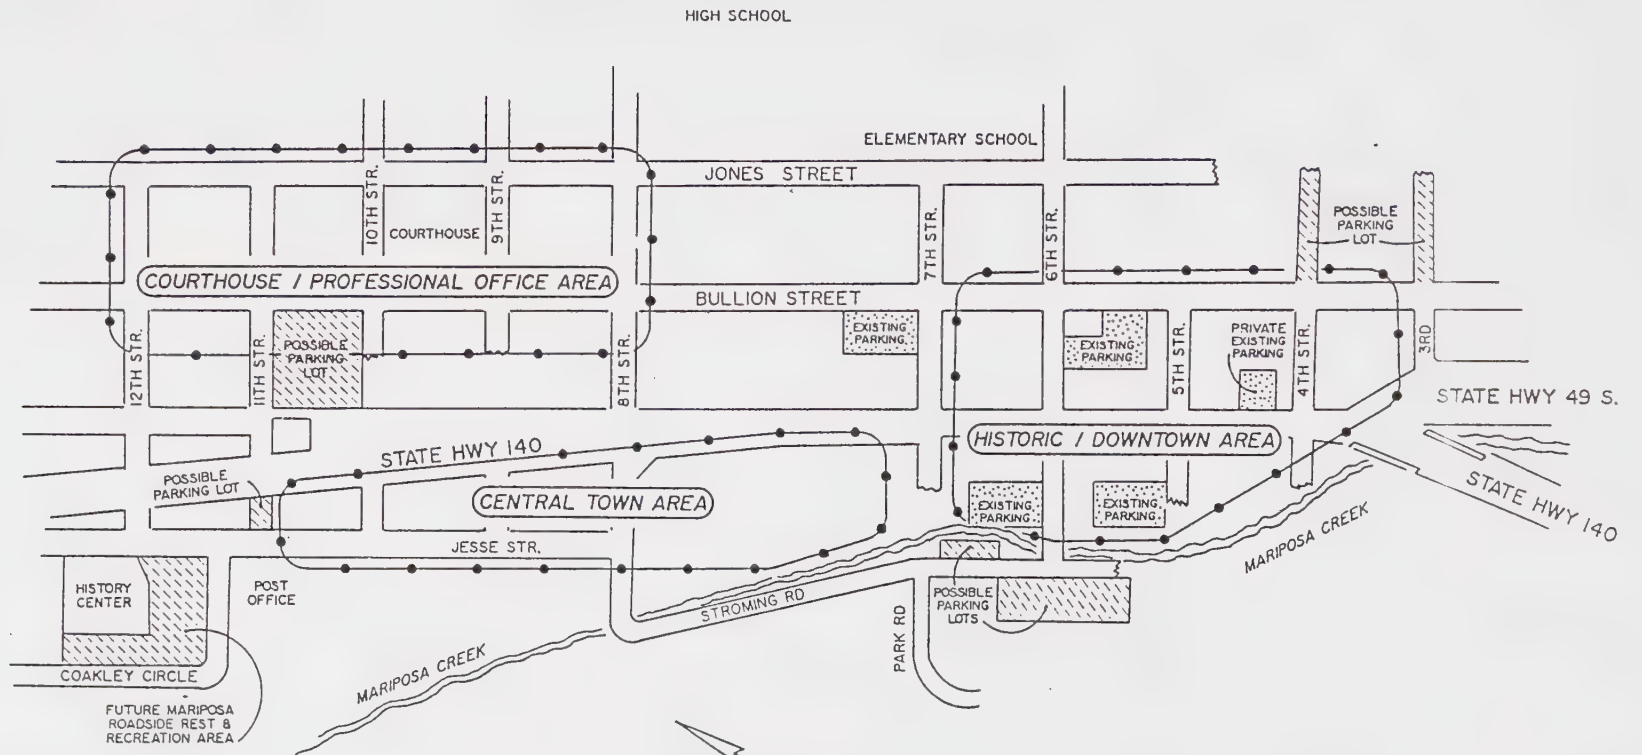 HIGH SCHOOL
ELEMENTARY SCHOOL
JONES STREET
10TH STR.
9TH STR.
COURTHOUSE
7TH STR.
6TH STR.
POSSIBLE
PARKING
LOT
COURTHOUSE / PROFESSIONAL OFFICE AREA
BULLION STREET
12TH STR.
11TH STR.
POSSIBLE
PARKING
LOT
8TH STR.
EXISTING
PARKING
EXISTING
PARKING
5TH STR.
PRIVATE
EXISTING
PARKING
4TH STR.
3RD
STATE HWY 49 S.
STATE HWY 140
HISTORIC / DOWNTOWN AREA
POSSIBLE
PARKING LOT
CENTRAL TOWN AREA
EXISTING
PARKING
EXISTING
PARKING
STATE HWY 140
MARIPOSA CREEK
JESSE STR.
HISTORY
CENTER
POST
OFFICE
STROMING RD
POSSIBLE
PARKING
LOTS
PARK RD
COAKLEY CIRCLE
MARIPOSA CREEK
FUTURE MARIPOSA
ROADSIDE REST &
RECREATION AREA